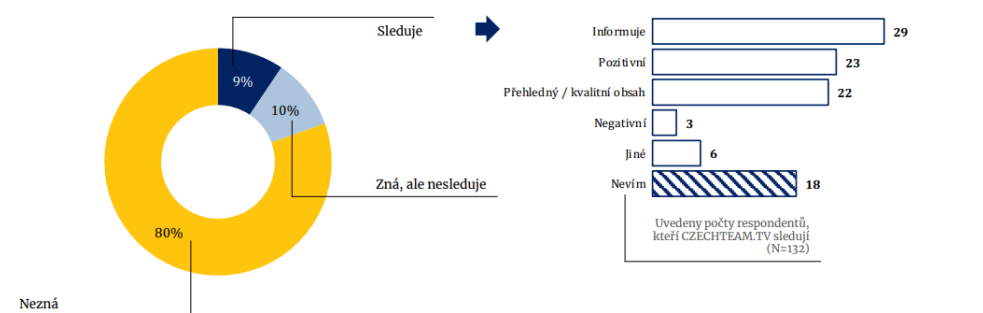 Sleduje
9%
10%
Zná, ale nesleduje
80%
Nezná
Informuje 29
Pozitivní 23
Přehledný / kvalitní obsah 22
Negativní 3
Jiné 6
Nevím 18
Uvedeny počty respondentů,
kteří CZECHTEAM.TV sledují
(N=132)